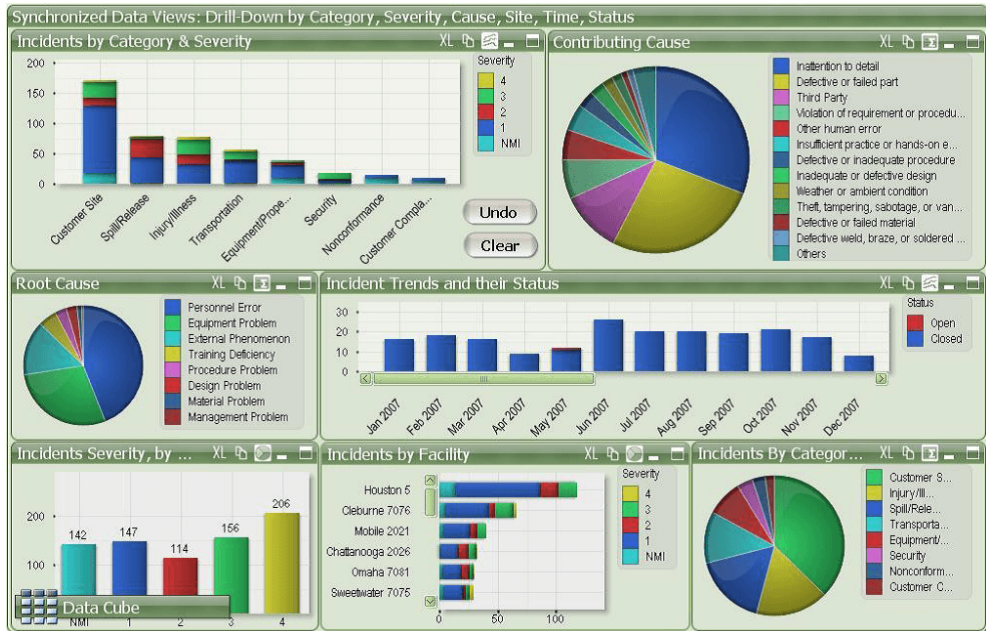 Synchronized Data Views: Drill-Down by Category, Severity, Cause, Site, Time, Status
Incidents by Category & Severity
XL
200
150
100
50
0
Customer Site
Spill/Release
Injury/Illness
Transportation
Equipment/Prope...
Security
Nonconformance
Customer Compla...
Severity
4
3
2
1
NMI
Undo
Clear
Contributing Cause
XL
Inattention to detail
Defective or failed part
Third Party
Violation of requirement or procedu...
Other human error
Insufficient practice or hands-on e...
Defective or inadequate procedure
Inadequate or defective design
Weather or ambient condition
Theft, tampering, sabotage, or van...
Defective or failed material
Defective weld, braze, or soldered ...
Others
Root Cause
XL
Personnel Error
Equipment Problem
External Phenomenon
Training Deficiency
Procedure Problem
Design Problem
Material Problem
Management Problem
Incident Trends and their Status
XL
30
20
10
0
Jan 2007
Feb 2007
Mar 2007
Apr 2007
May 2007
Jun 2007
Jul 2007
Aug 2007
Sep 2007
Oct 2007
Nov 2007
Dec 2007
Status
Open
Closed
Incidents Severity, by ...
XL
200
100
142
147
114
156
206
NMI
1
2
3
4
Data Cube
Incidents by Facility
XL
Houston 5
Cleburne 7076
Mobile 2021
Chattanooga 2026
Omaha 7081
Sweetwater 7075
0
50
100
Severity
4
3
2
1
NMI
Incidents By Categor...
XL
Customer S...
Injury/Ill...
Spill/Rele...
Transporta...
Equipment/...
Security
Nonconform...
Customer C...